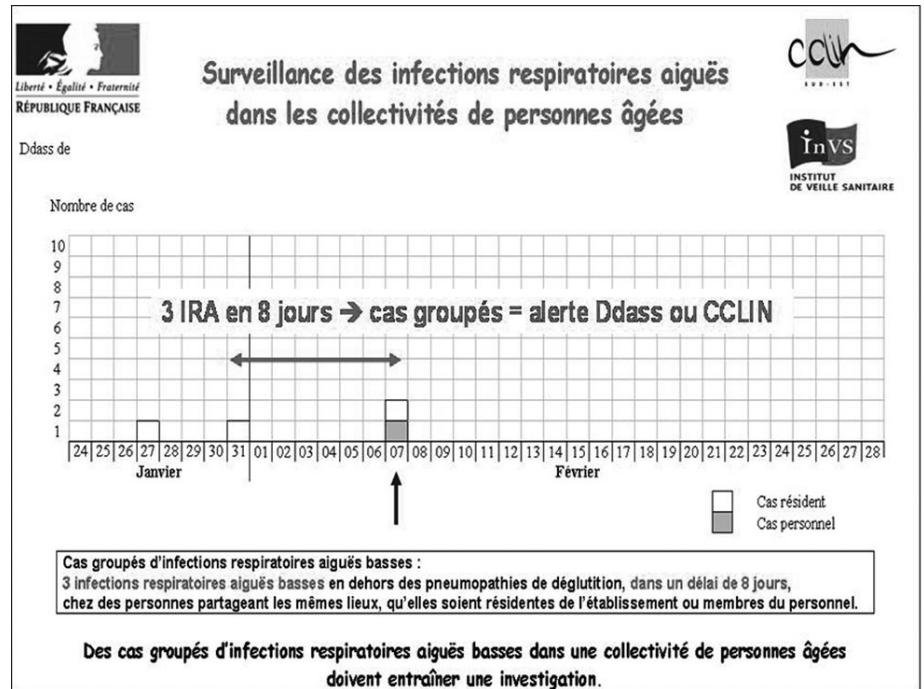 Liberté • Égalité • Fraternité
RÉPUBLIQUE FRANÇAISE
Surveillance des infections respiratoires aiguës
dans les collectivités de personnes âgées
cclin
SUD-EST
InVS
INSTITUT
DE VEILLE SANITAIRE
Ddass de
Nombre de cas
10
9
8
7
6
5
4
3
2
1
3 IRA en 8 jours ➔ cas groupés = alerte Ddass ou CCLIN
24 25 26 27 28 29 30 31 01 02 03 04 05 06 07 08 09 10 11 12 13 14 15 16 17 18 19 20 21 22 23 24 25 26 27 28
Janvier Février
Cas résident
Cas personnel
Cas groupés d'infections respiratoires aiguës basses :
3 infections respiratoires aiguës basses en dehors des pneumopathies de déglutition, dans un délai de 8 jours,
chez des personnes partageant les mêmes lieux, qu'elles soient résidentes de l'établissement ou membres du personnel.
Des cas groupés d'infections respiratoires aiguës basses dans une collectivité de personnes âgées
doivent entraîner une investigation.